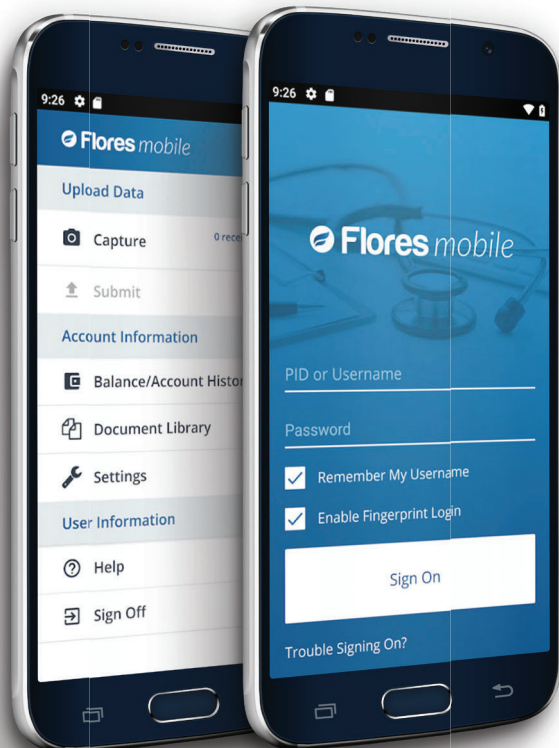 9:26
Flores mobile
Upload Data
Capture
0
Submit
Account Information
Balance/Account
Document Library
Settings
User Information
Help
Sign Off
9:26
Flores mobile
PID or Username
Password
Remember My Username
Enable Fingerprint Login
Sign On
Trouble Signing On?